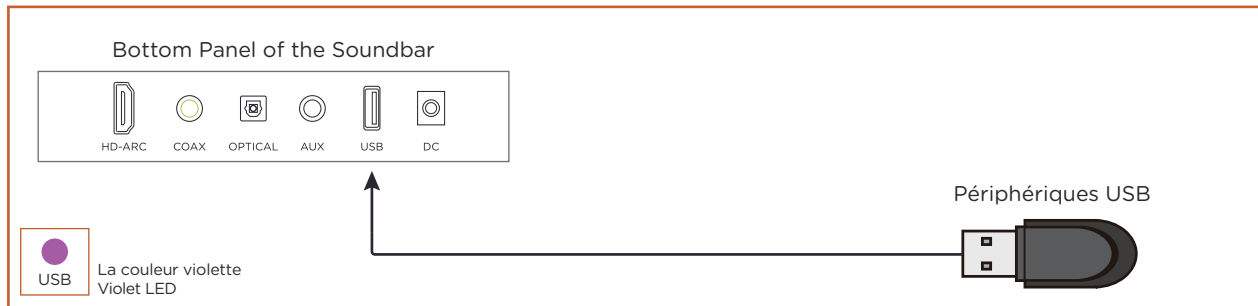 Bottom Panel of the Soundbar
HD-ARC COAX OPTICAL AUX USB DC
Périphériques USB
USB
La couleur violette
Violet LED